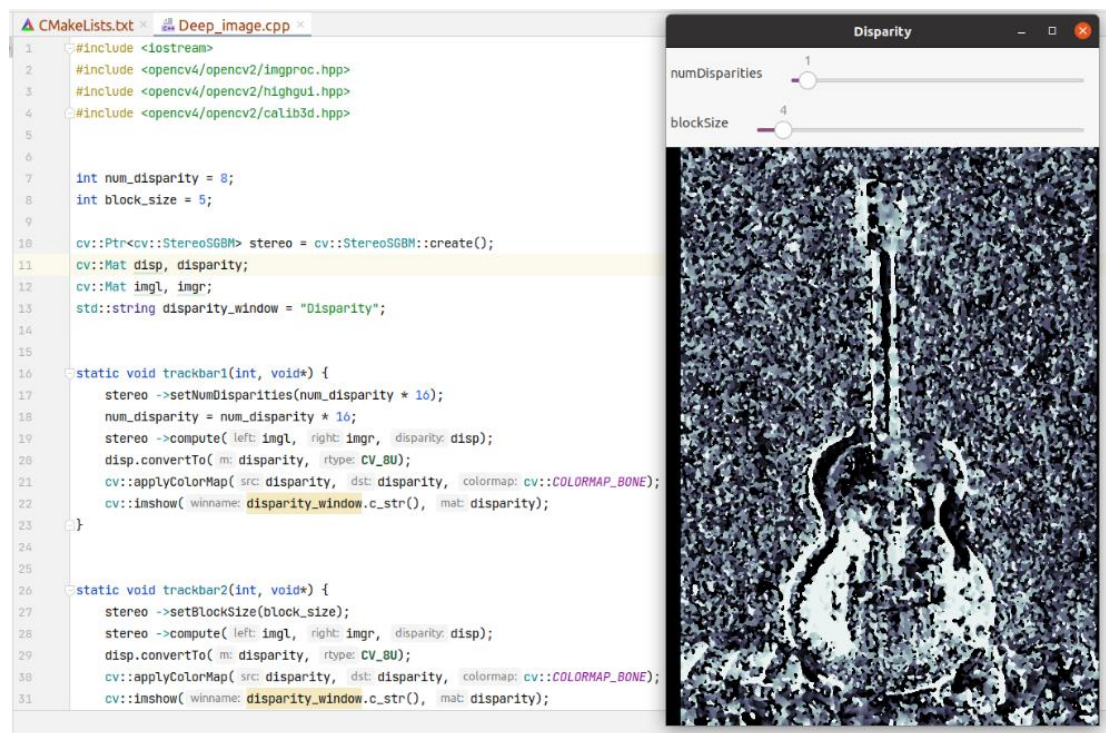 CMakeLists.txt × Deep_image.cpp ×
1 #include <iostream>
2 #include <opencv4/opencv2/imgproc.hpp>
3 #include <opencv4/opencv2/highgui.hpp>
4 #include <opencv4/opencv2/calib3d.hpp>
5
6
7 int num_disparity = 8;
8 int block_size = 5;
9
10 cv::Ptr<cv::StereoSGBM> stereo = cv::StereoSGBM::create();
11 cv::Mat disp, disparity;
12 cv::Mat imgl, imgr;
13 std::string disparity_window = "Disparity";
14
15
16 static void trackbar1(int, void*) {
17 stereo ->setNumDisparities(num_disparity * 16);
18 num_disparity = num_disparity * 16;
19 stereo ->compute( left: imgl, right: imgr, disparity: disp);
20 disp.convertTo( m: disparity, rtype: CV_8U);
21 cv::applyColorMap( src: disparity, dst: disparity, colormap: cv::COLORMAP_BONE);
22 cv::imshow( winname: disparity_window.c_str(), mat: disparity);
23 }
24
25
26 static void trackbar2(int, void*) {
27 stereo ->setBlockSize(block_size);
28 stereo ->compute( left: imgl, right: imgr, disparity: disp);
29 disp.convertTo( m: disparity, rtype: CV_8U);
30 cv::applyColorMap( src: disparity, dst: disparity, colormap: cv::COLORMAP_BONE);
31 cv::imshow( winname: disparity_window.c_str(), mat: disparity);
Disparity
1
numDisparities
4
blockSize